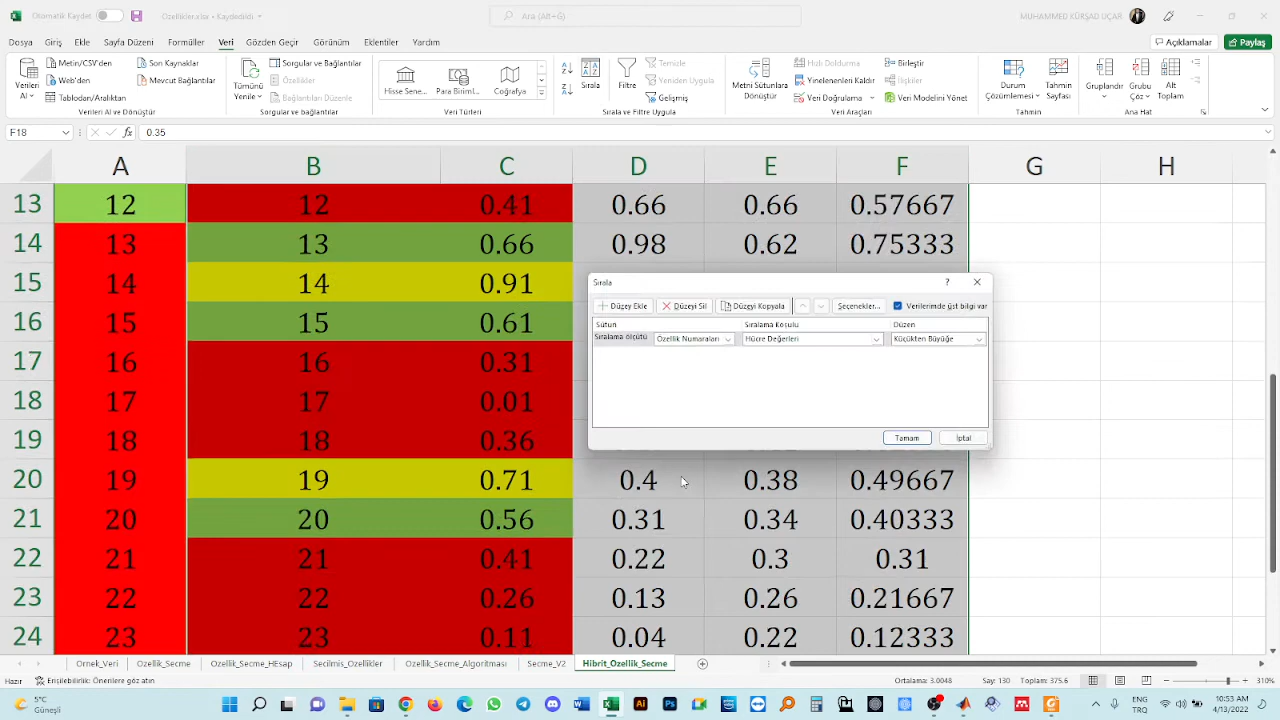 Otomatik Kaydet
Ozellikler.xlsx • Kaydedildi
Ara (Alt+G)
MUHAMMED KÜRŞAD UÇAR
Dosya Giriş Ekle Sayfa Düzeni Formüller Veri Gözden Geçir Görünüm Eklentiler Yardım
Açıklamalar Paylaş
Verileri Al
Metin/CSV'den
Web'den
Tablodan/Aralıktan
Son Kaynaklar
Mevcut Bağlantılar
Verileri Al ve Dönüştür
Tümünü Yenile
Sorgular ve Bağlantılar
Özellikler
Bağlantıları Düzenle
Sorgular ve Bağlantılar
Hisse Sene... Para Birimi... Coğrafya
Veri Türleri
Sırala
Filtre
Temizle
Yeniden Uygula
Gelişmiş
Sırala ve Filtre Uygula
Metni Sütunlara Dönüştür
Hızlı Doldurma
Yinelenenleri Kaldır
Veri Doğrulama
Birleştir
İlişkiler
Veri Modelini Yönet
Veri Araçları
Durum Çözümlemesi
Tahmin Sayfası
Tahmin
Gruplandır
Grubu Çöz
Alt Toplam
Ana Hat
F18
0.35
A B C D E F G H
13 12 12 0.41 0.66 0.66 0.57667
14 13 13 0.66 0.98 0.62 0.75333
15 14 14 0.91
16 15 15 0.61
17 16 16 0.31
18 17 17 0.01
19 18 18 0.36
20 19 19 0.71 0.4 0.38 0.49667
21 20 20 0.56 0.31 0.34 0.40333
22 21 21 0.41 0.22 0.3 0.31
23 22 22 0.26 0.13 0.26 0.21667
24 23 23 0.11 0.04 0.22 0.12333
Sırala ?
Düzey Ekle Düzeyi Sil Düzeyi Kopyala Seçenekler... Verilerimde üst bilgi var
Sütun Sıralama Koşulu Düzen
Sıralama ölçütü Özellik Numaraları Hücre Değerleri Küçükten Büyüğe
Tamam İptal
Ornek_Veri Ozellik_Secme Ozellik_Secme_HEsap Secilmis_Ozellikler Ozellik_Secme_Algoritması Secme_V2 Hibrit_Ozellik_Secme
Hazır Erişilebilirlik: Önerilere göz atın
Ortalama: 3.0048 Say: 130 Toplam: 375.6
310%
5°C
Güneşli
ENG
TRQ
10:53 AM
4/13/2022